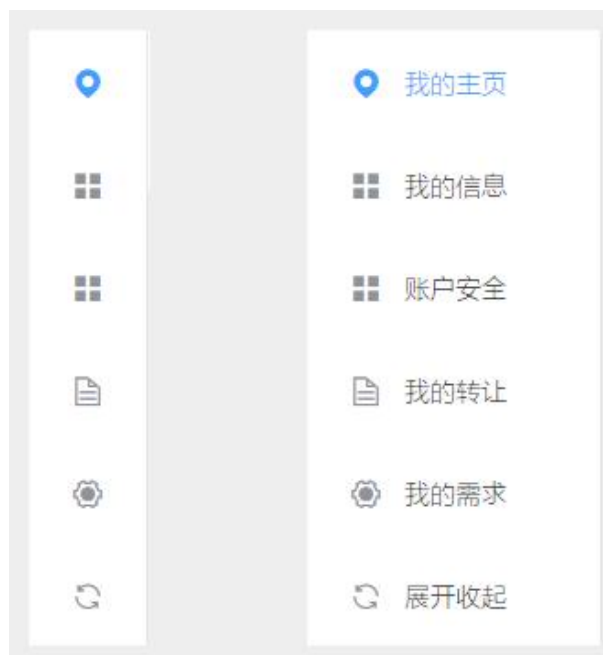 我的主页
我的信息
账户安全
我的转让
我的需求
展开收起